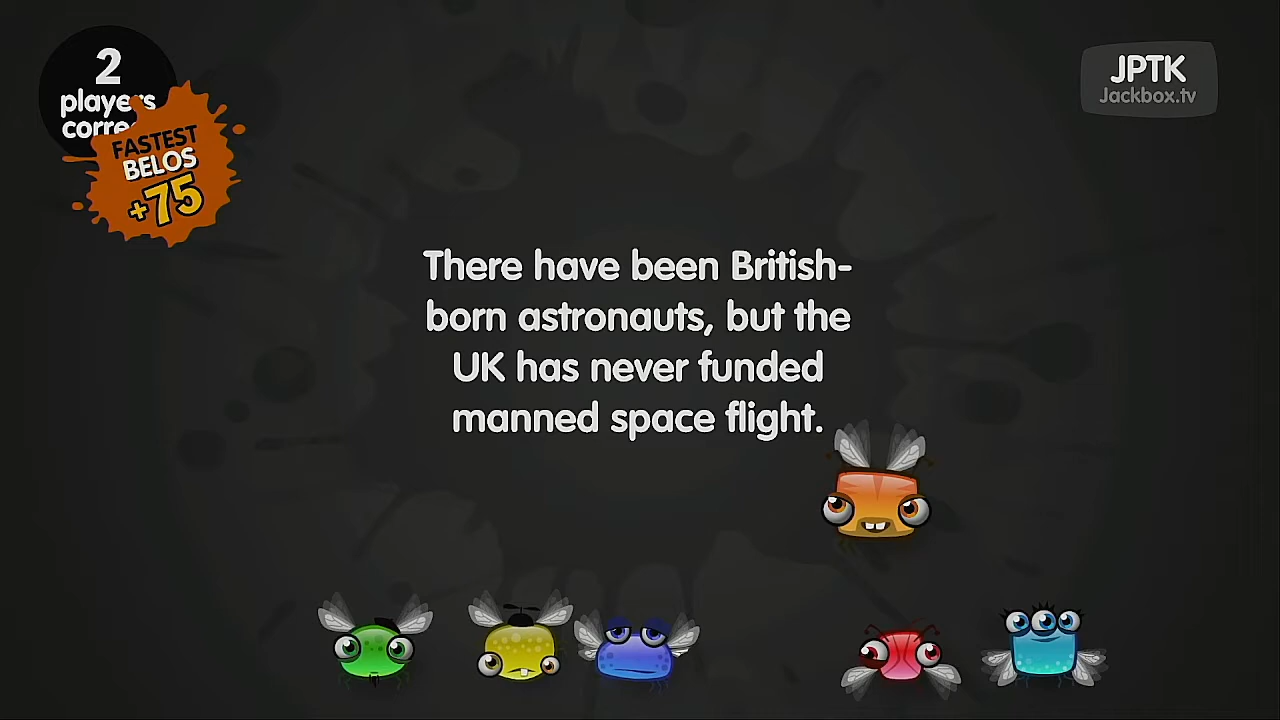 2
players
corre
FASTEST
BELOS
+75
JPTK
Jackbox.tv
There have been British-
born astronauts, but the
UK has never funded
manned space flight.